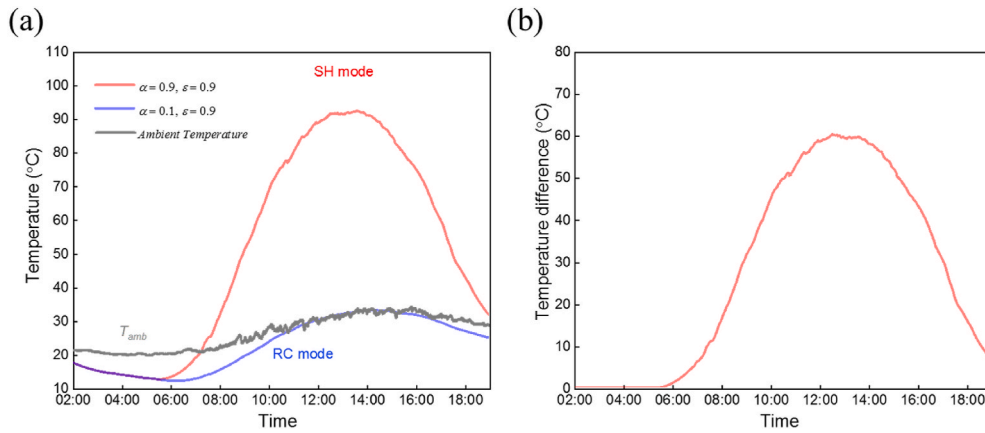 (a)
110
100
90
80
70
60
50
40
30
20
10
Temperature (°C)
SH mode
α=0.9, ε=0.9
α=0.1, ε=0.9
Ambient Temperature
T_amb
RC mode
02:00 04:00 06:00 08:00 10:00 12:00 14:00 16:00 18:00
Time
(b)
80
70
60
50
40
30
20
10
0
Temperature difference (°C)
02:00 04:00 06:00 08:00 10:00 12:00 14:00 16:00 18:00
Time